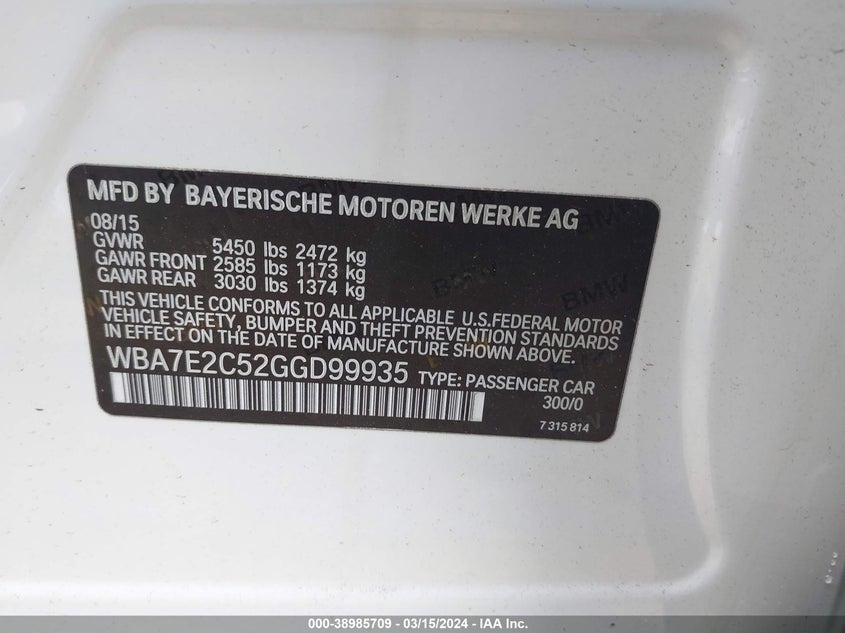 MFD BY BAYERISCHE MOTOREN WERKE AG
08/15
GVWR 5450 lbs 2472 kg
GAWR FRONT 2585 lbs 1173 kg
GAWR REAR 3030 lbs 1374 kg
THIS VEHICLE CONFORMS TO ALL APPLICABLE U.S.FEDERAL MOTOR
VEHICLE SAFETY, BUMPER AND THEFT PREVENTION STANDARDS
IN EFFECT ON THE DATE OF MANUFACTURE SHOWN ABOVE.
WBA7E2C52GGD99935 TYPE: PASSENGER CAR
300/0
7 315 814
BMW
000-38985709 - 03/15/2024 - IAA Inc.